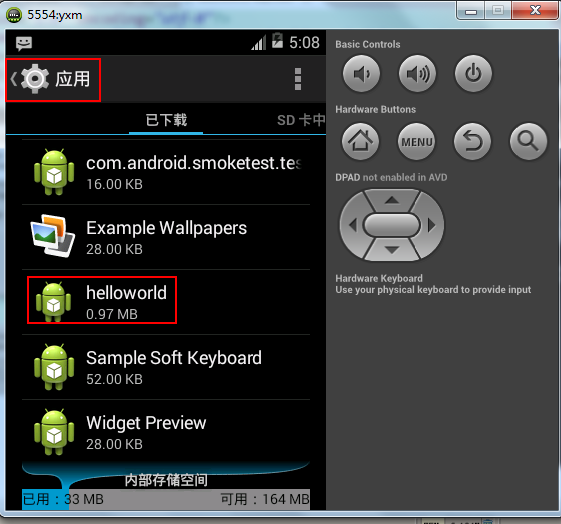 5554:yxm
5:08
应用
已下载
SD 卡中
com.android.smoketest.tes
16.00 KB
Example Wallpapers
28.00 KB
helloworld
0.97 MB
Sample Soft Keyboard
52.00 KB
Widget Preview
28.00 KB
内部存储空间
已用：33 MB
可用：164 MB
Basic Controls
Hardware Buttons
MENU
DPAD not enabled in AVD
Hardware Keyboard
Use your physical keyboard to provide input